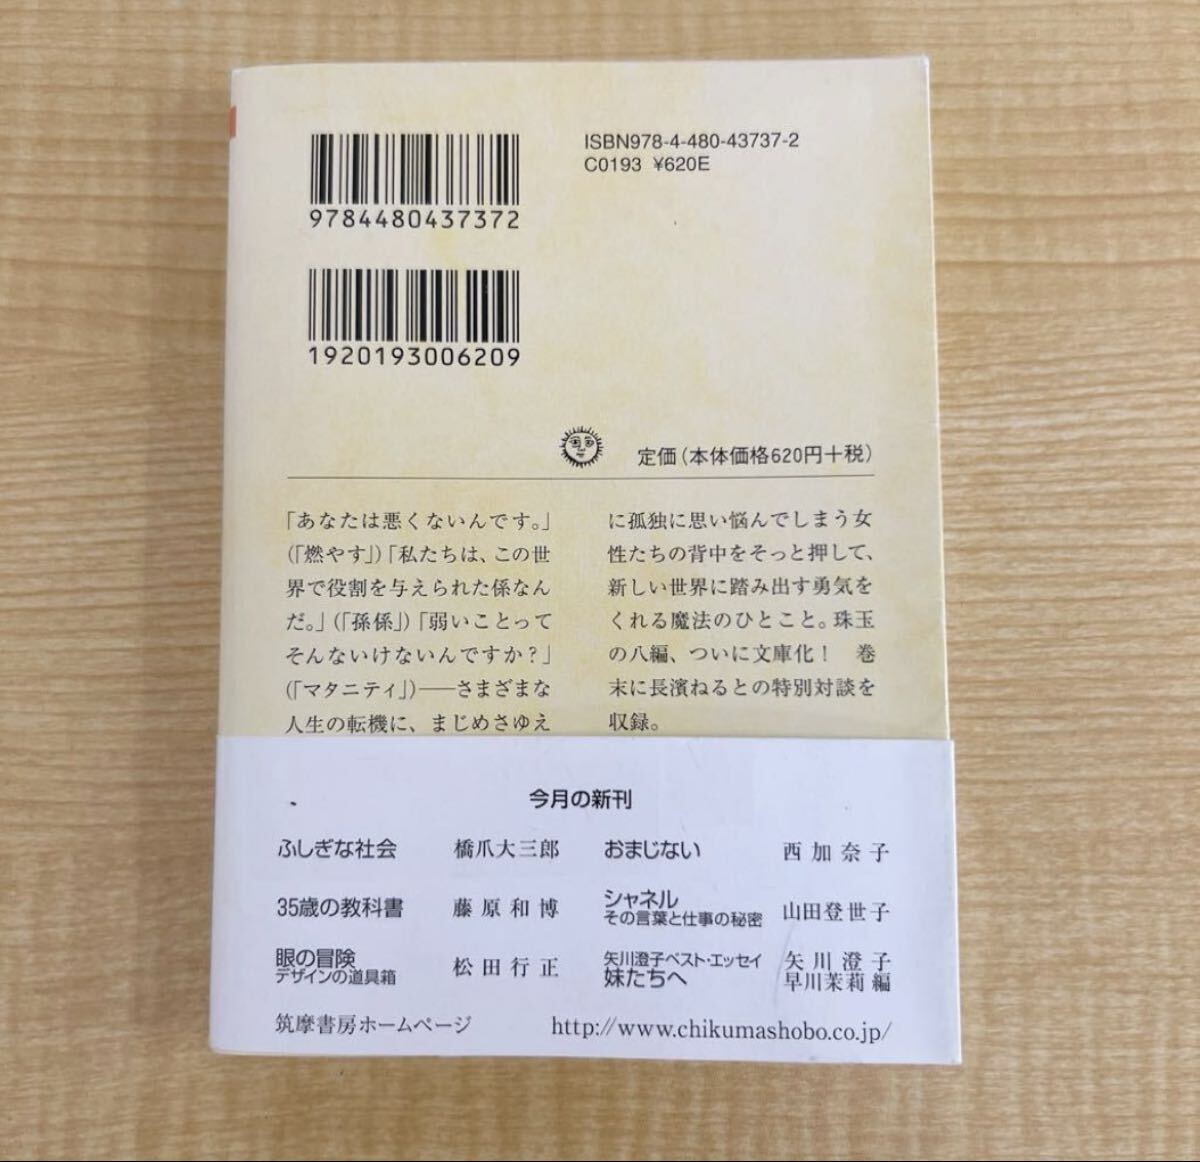 ISBN978-4-480-43737-2
C0193 ¥620E
9784480437372
1920193006209
定価(本体価格620円+税)
「あなたは悪くないんです。」
(「燃やす」)「私たちは、この世
界で役割を与えられた係なん
だ。」(「孫係」)「弱いことって
そんないけないんですか?」
(「マタニティ」)――さまざまな
人生の転機に、まじめさゆえ
に孤独に思い悩んでしまう女
性たちの背中をそっと押して、
新しい世界に踏み出す勇気を
くれる魔法のひとこと。珠玉
の八編、ついに文庫化! 巻
末に長濱ねるとの特別対談を
収録。
今月の新刊
ふしぎな社会 橋爪大三郎
35歳の教科書 藤原和博
眼の冒険
デザインの道具箱 松田行正
おまじない 西加奈子
シャネル
その言葉と仕事の秘密 山田登世子
矢川澄子ベスト・エッセイ 矢川澄子
妹たちへ 早川茉莉編
筑摩書房ホームページ http://www.chikumashobo.co.jp/